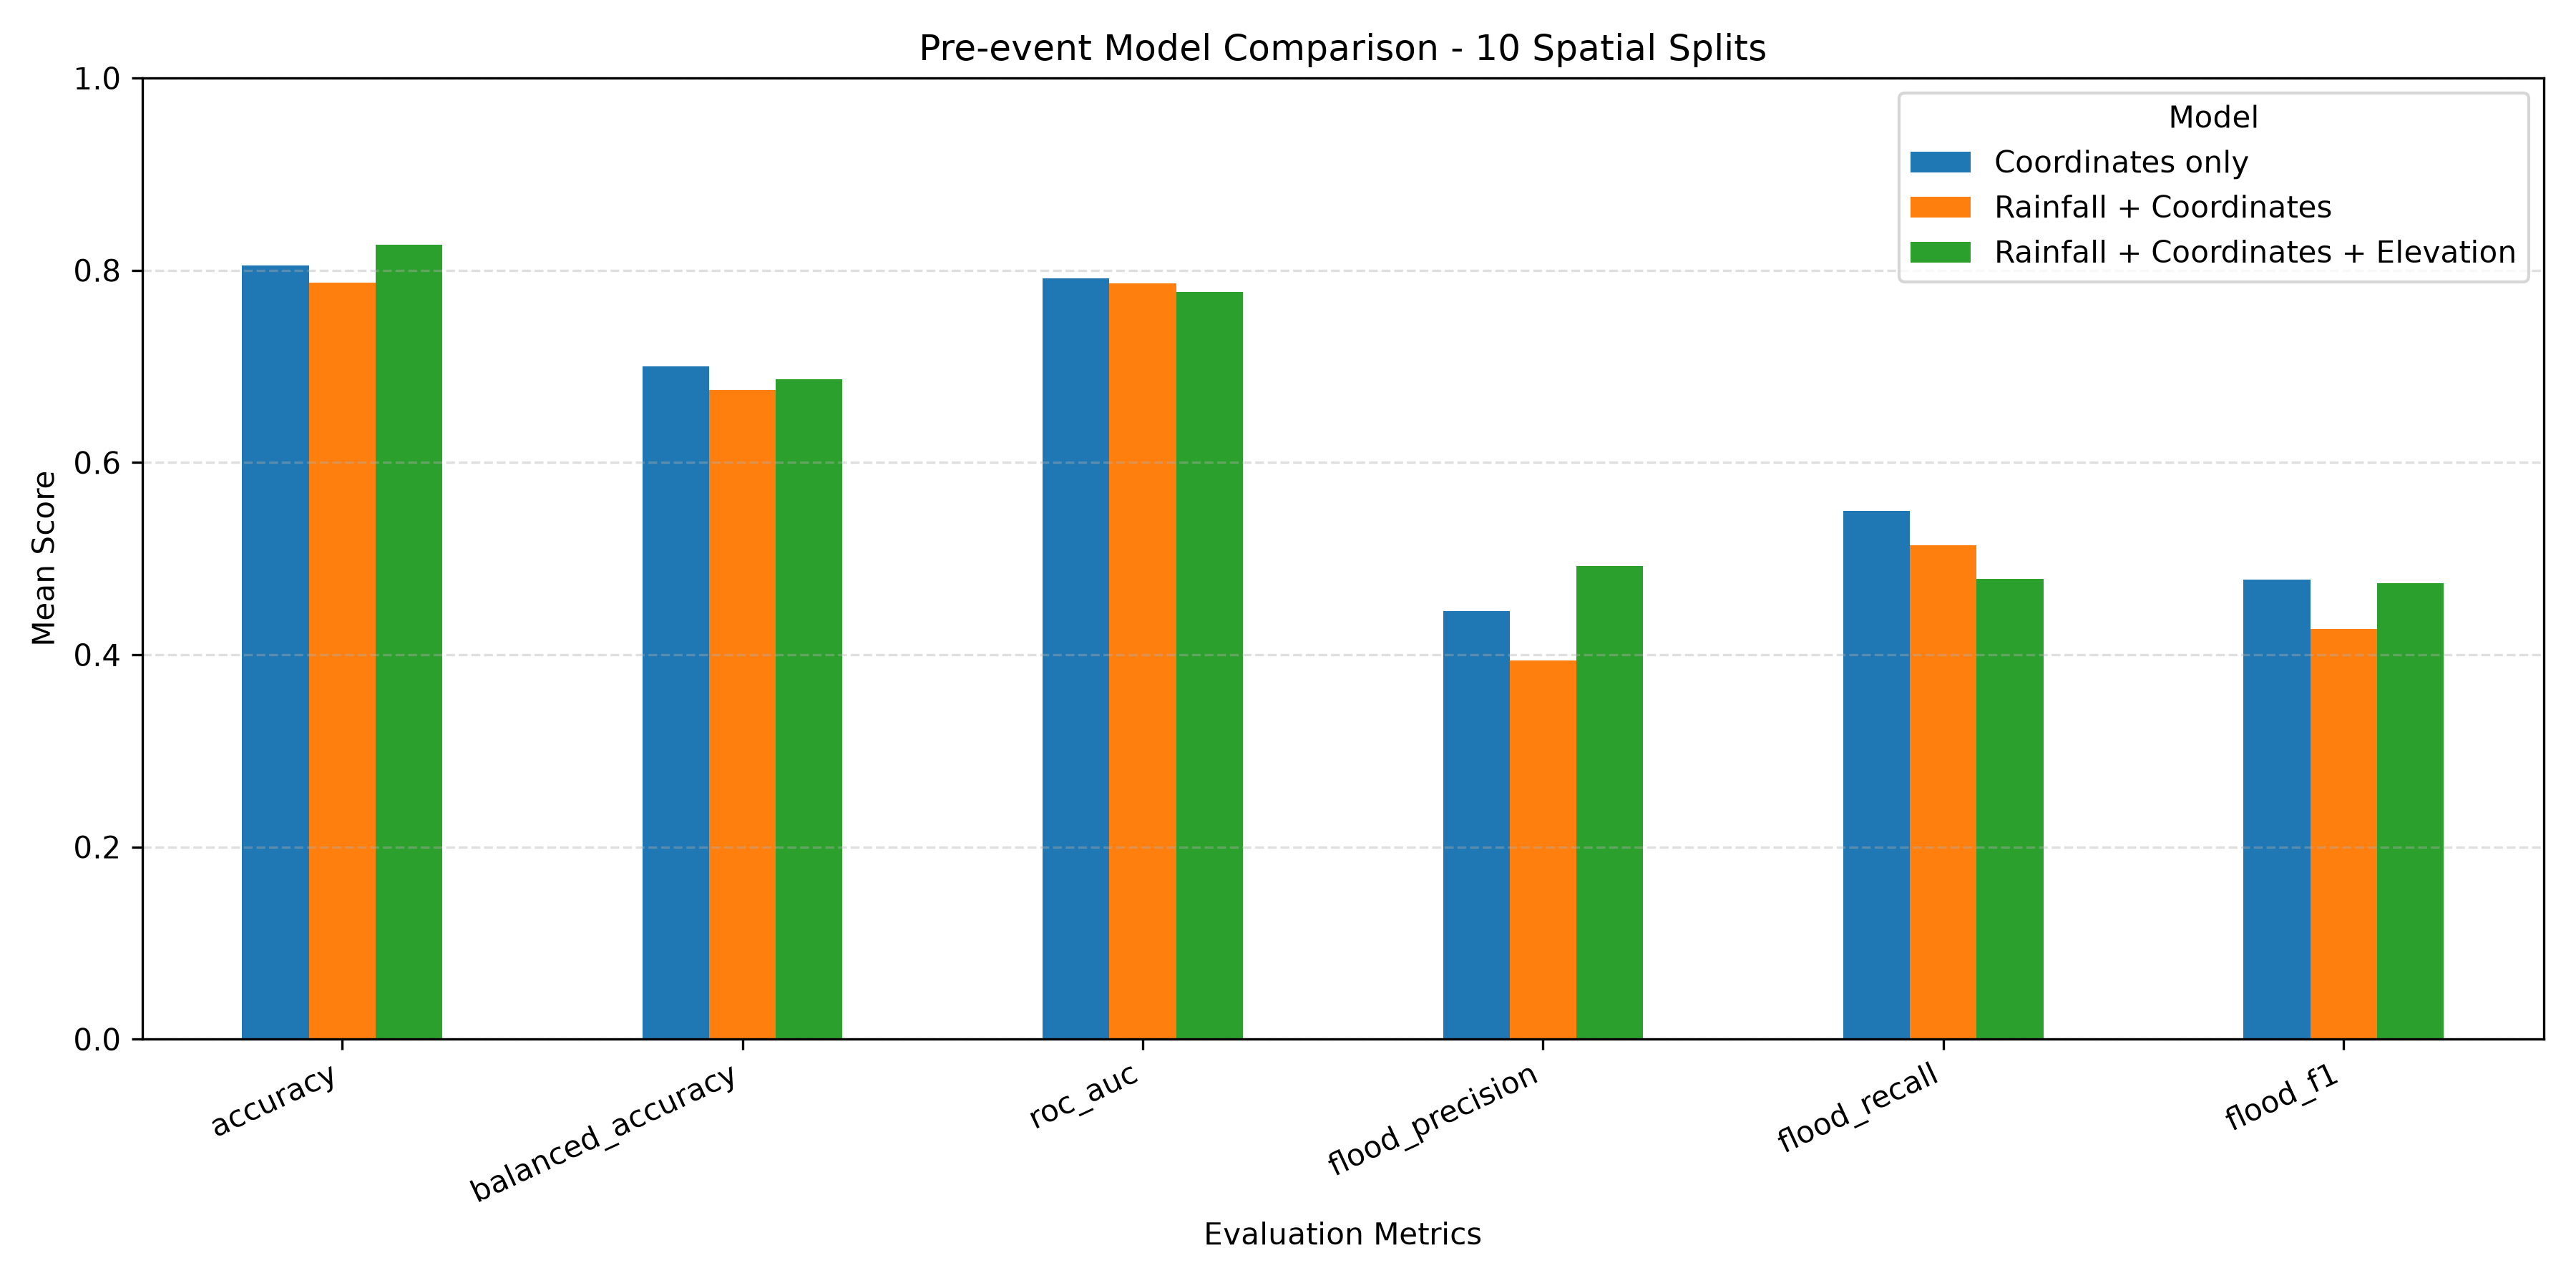 Pre-event Model Comparison - 10 Spatial Splits
Model
Coordinates only
Rainfall + Coordinates
Rainfall + Coordinates + Elevation
Mean Score
1.0
0.8
0.6
0.4
0.2
0.0
accuracy
balanced_accuracy
roc_auc
flood_precision
flood_recall
flood_f1
Evaluation Metrics